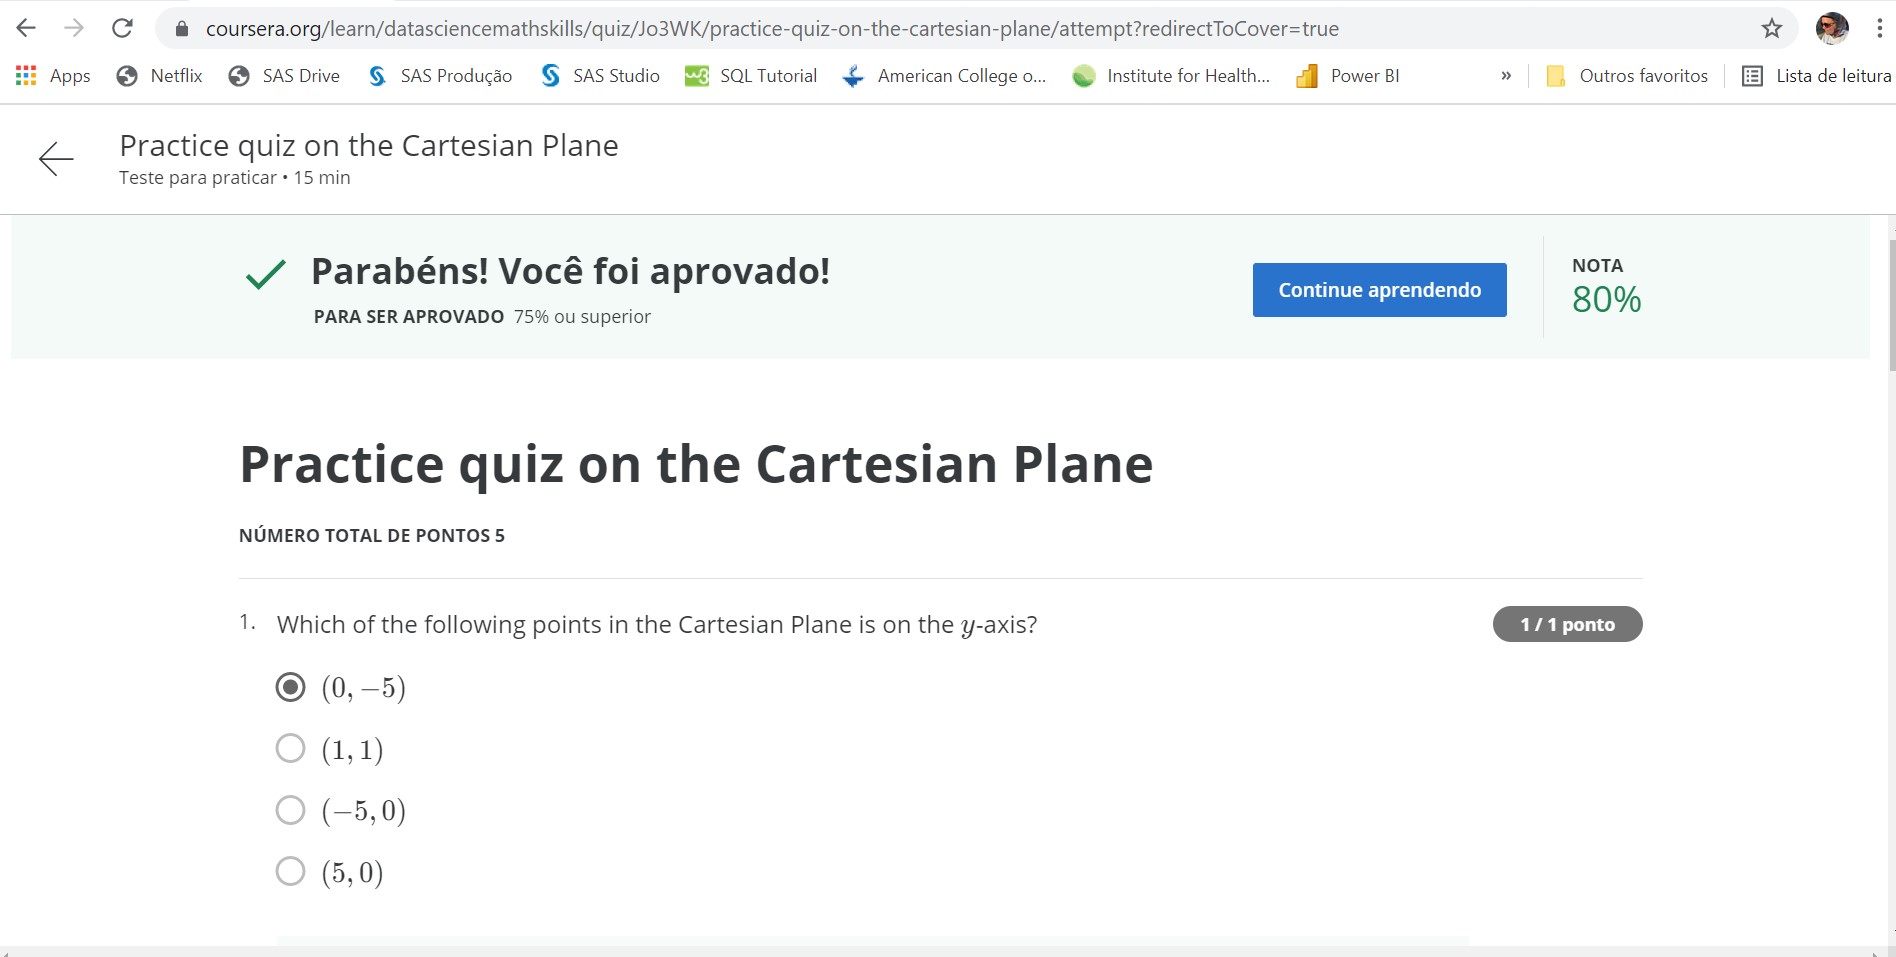 coursera.org/learn/datasciencemathskills/quiz/Jo3WK/practice-quiz-on-the-cartesian-plane/attempt?redirectToCover=true
Apps Netflix SAS Drive SAS Produção SAS Studio w3 SQL Tutorial American College o... Institute for Health... Power BI » Outros favoritos Lista de leitura
Practice quiz on the Cartesian Plane
Teste para praticar • 15 min
Parabéns! Você foi aprovado!
PARA SER APROVADO 75% ou superior
Continue aprendendo
NOTA
80%
Practice quiz on the Cartesian Plane
NÚMERO TOTAL DE PONTOS 5
1. Which of the following points in the Cartesian Plane is on the y-axis?
1 / 1 ponto
(0, −5)
(1, 1)
(−5, 0)
(5, 0)